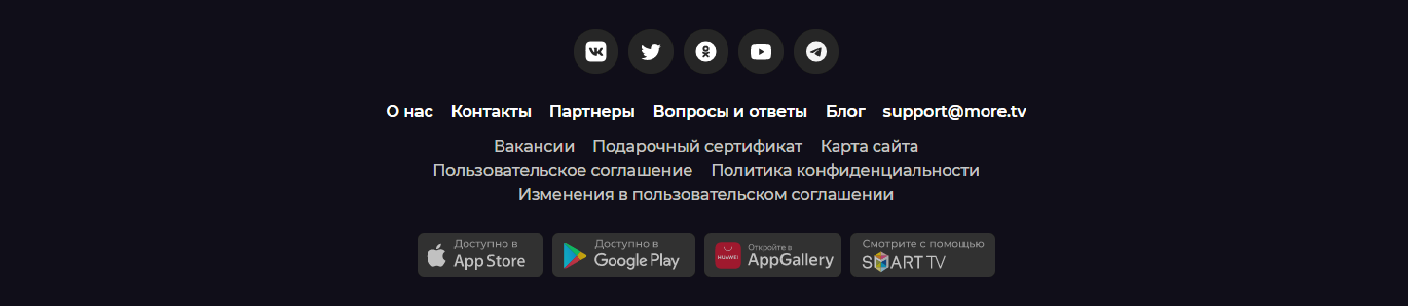 О нас Контакты Партнеры Вопросы и ответы Блог support@more.tv
Вакансии Подарочный сертификат Карта сайта
Пользовательское соглашение Политика конфиденциальности
Изменения в пользовательском соглашении
Доступно в
App Store
Доступно в
Google Play
HUAWEI
Откройте в
AppGallery
Смотрите с помощью
SMART TV